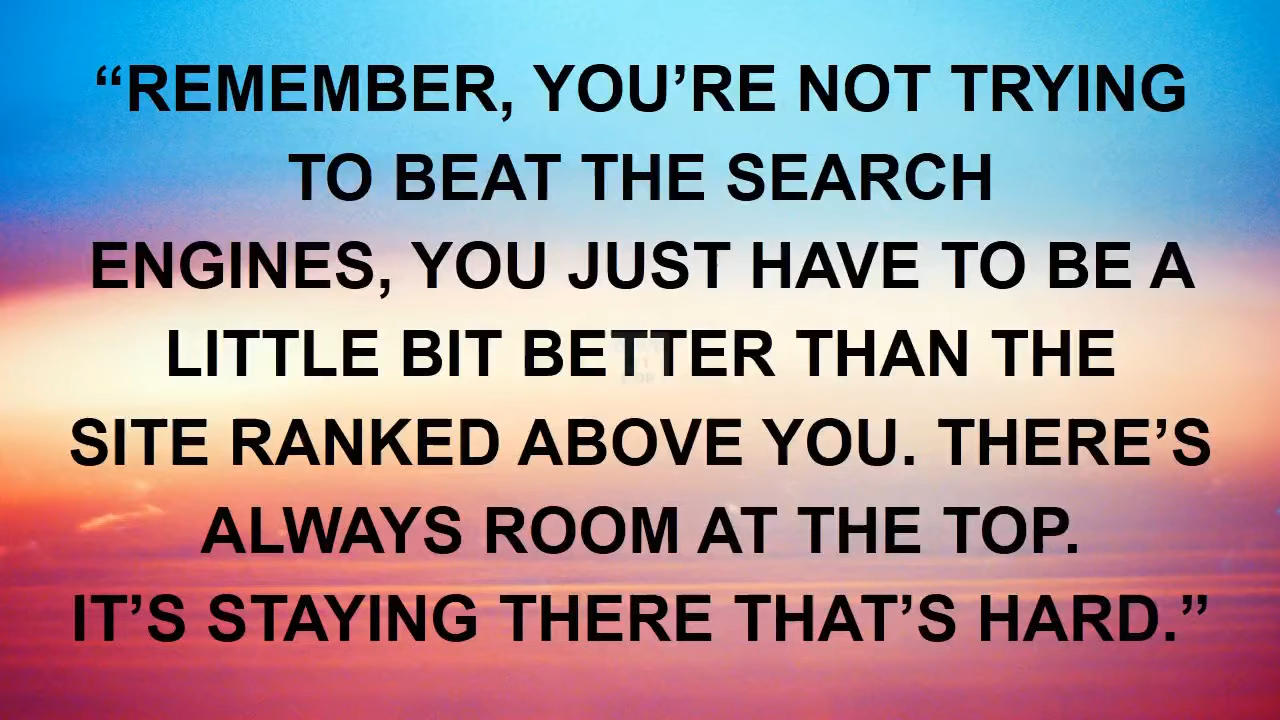 “REMEMBER, YOU’RE NOT TRYING
TO BEAT THE SEARCH
ENGINES, YOU JUST HAVE TO BE A
LITTLE BIT BETTER THAN THE
SITE RANKED ABOVE YOU. THERE’S
ALWAYS ROOM AT THE TOP.
IT’S STAYING THERE THAT’S HARD.”